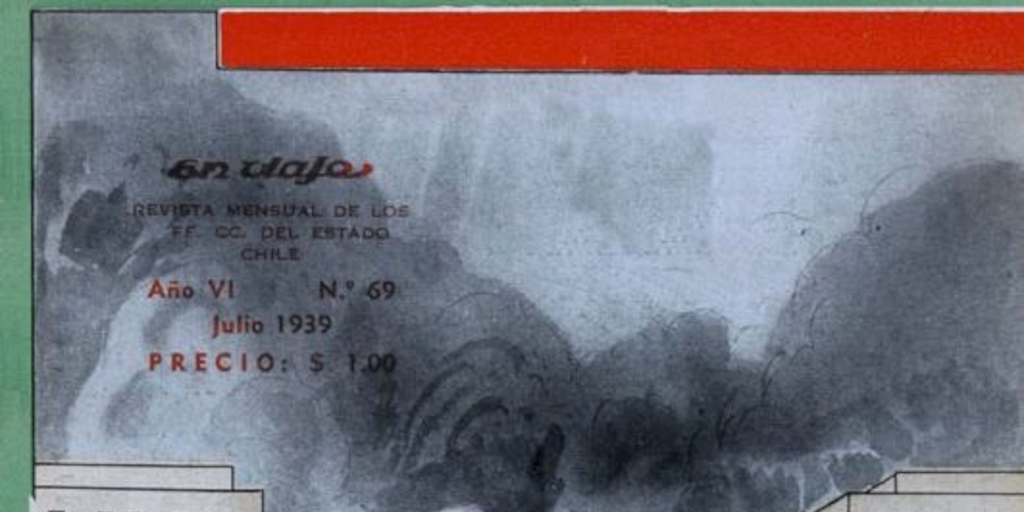 en viaje
REVISTA MENSUAL DE LOS
FF. CC. DEL ESTADO
CHILE
Año VI N.º 69
Julio 1939
PRECIO: $ 1.00